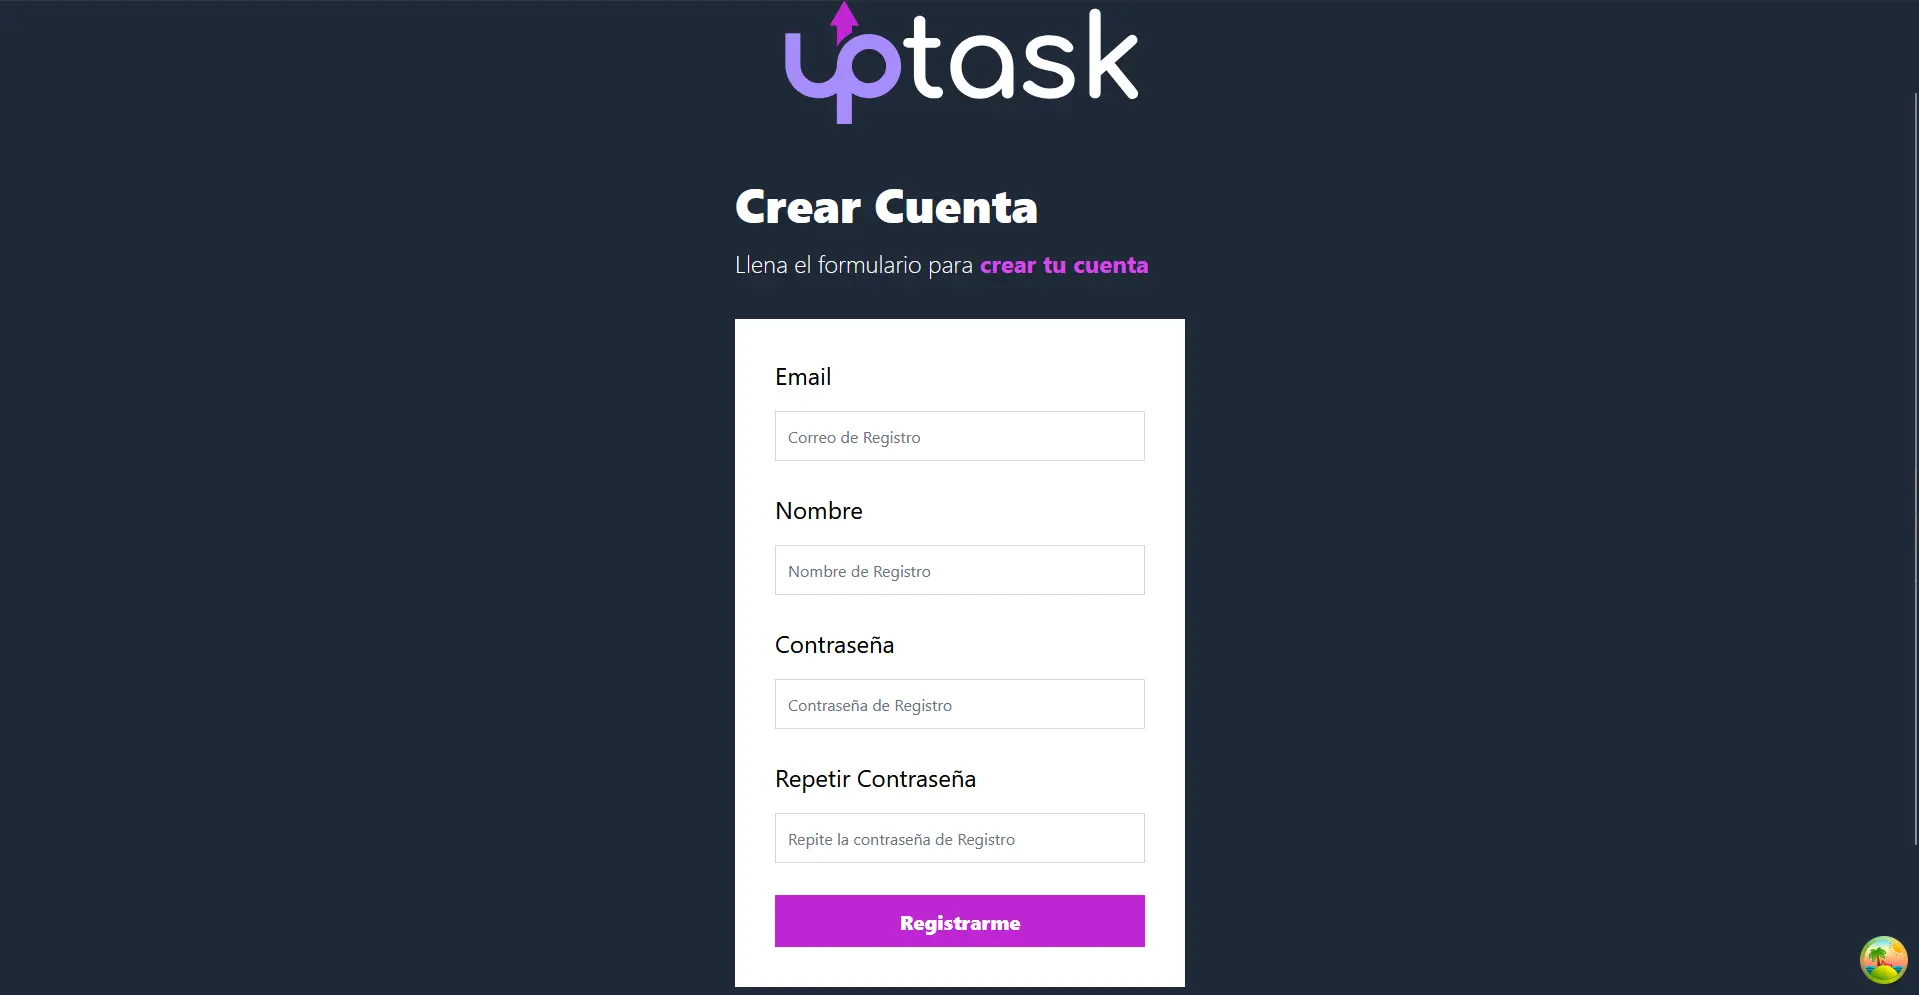 uptask
Crear Cuenta
Llena el formulario para crear tu cuenta
Email
Correo de Registro
Nombre
Nombre de Registro
Contraseña
Contraseña de Registro
Repetir Contraseña
Repite la contraseña de Registro
Registrarme